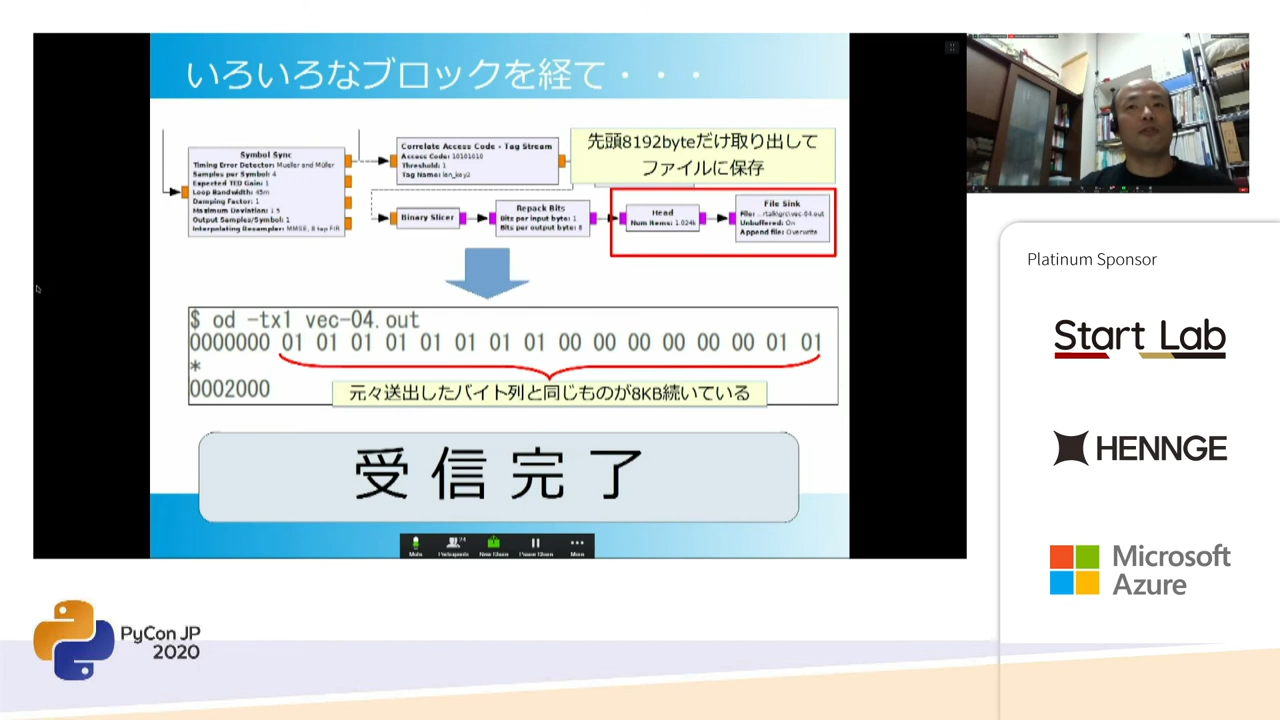 いろいろなブロックを経て・・・
Symbol Sync
Timing Error Detector: Mueller and Müller
Samples per Symbol: 4
Expected TED Gain: 1
Loop Bandwidth: 45m
Damping Factor: 1
Maximum Deviation: 1.5
Output Samples/Symbol: 1
Interpolating Resampler: MMSE, 8 tap FIR
Correlate Access Code - Tag Stream
Access Code: 10101010
Threshold: 1
Tag Name: len_key2
先頭8192byteだけ取り出して
ファイルに保存
Binary Slicer
Repack Bits
Bits per input byte: 1
Bits per output byte: 8
Head
Num Items: 1.024k
File Sink
File: ...rtalk/grc/vec-04.out
Unbuffered: On
Append file: Overwrite
$ od -tx1 vec-04.out
0000000 01 01 01 01 01 01 01 01 00 00 00 00 00 00 01 01
*
0002000
元々送出したバイト列と同じものが8KB続いている
受信完了
Mute
Participants
New Share
Pause Share
More
Platinum Sponsor
Start Lab
HENNGE
Microsoft
Azure
PyCon JP
2020